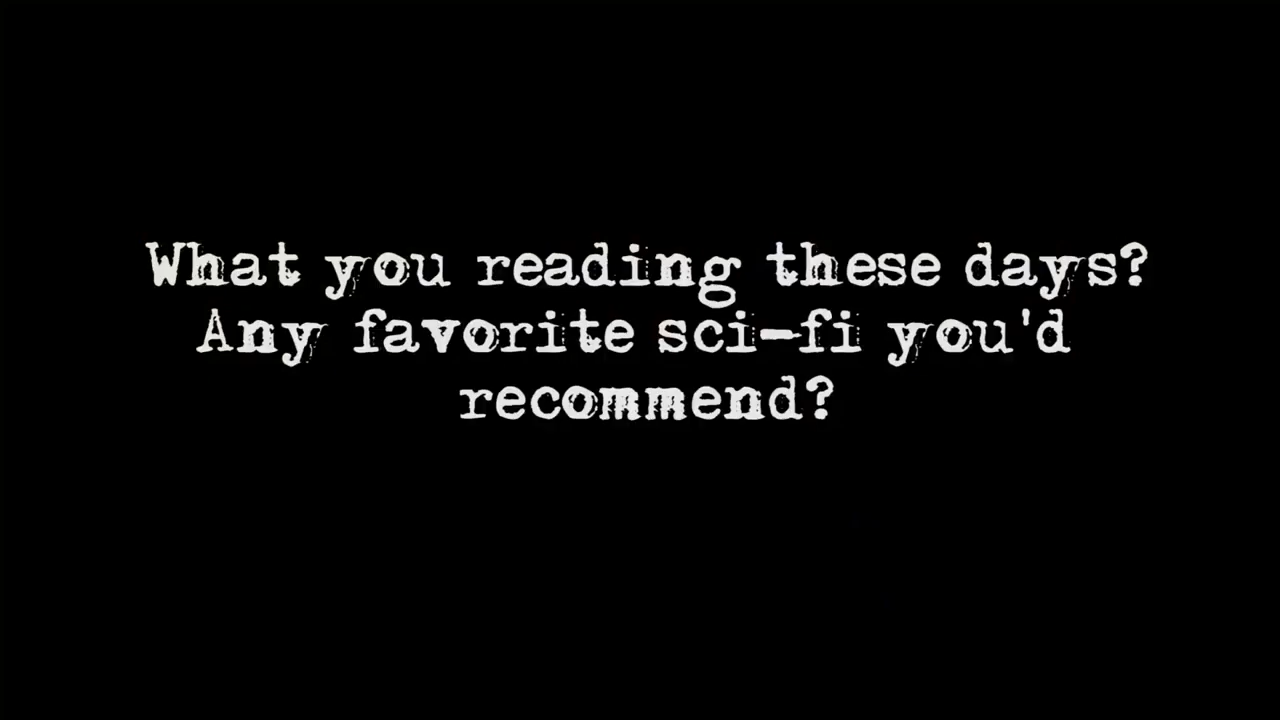 What you reading these days?
Any favorite sci-fi you'd
recommend?